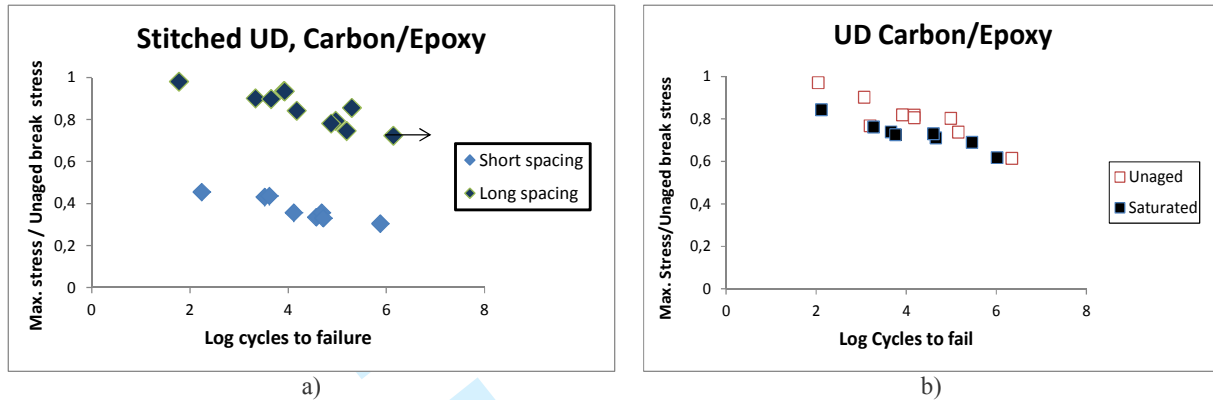 Stitched UD, Carbon/Epoxy
Max. stress / Unaged break stress
1
0,8
0,6
0,4
0,2
0
0 2 4 6 8
Log cycles to failure
Short spacing
Long spacing
a)
UD Carbon/Epoxy
Max. Stress/Unaged break stress
1
0,8
0,6
0,4
0,2
0
0 2 4 6 8
Log Cycles to fail
Unaged
Saturated
b)